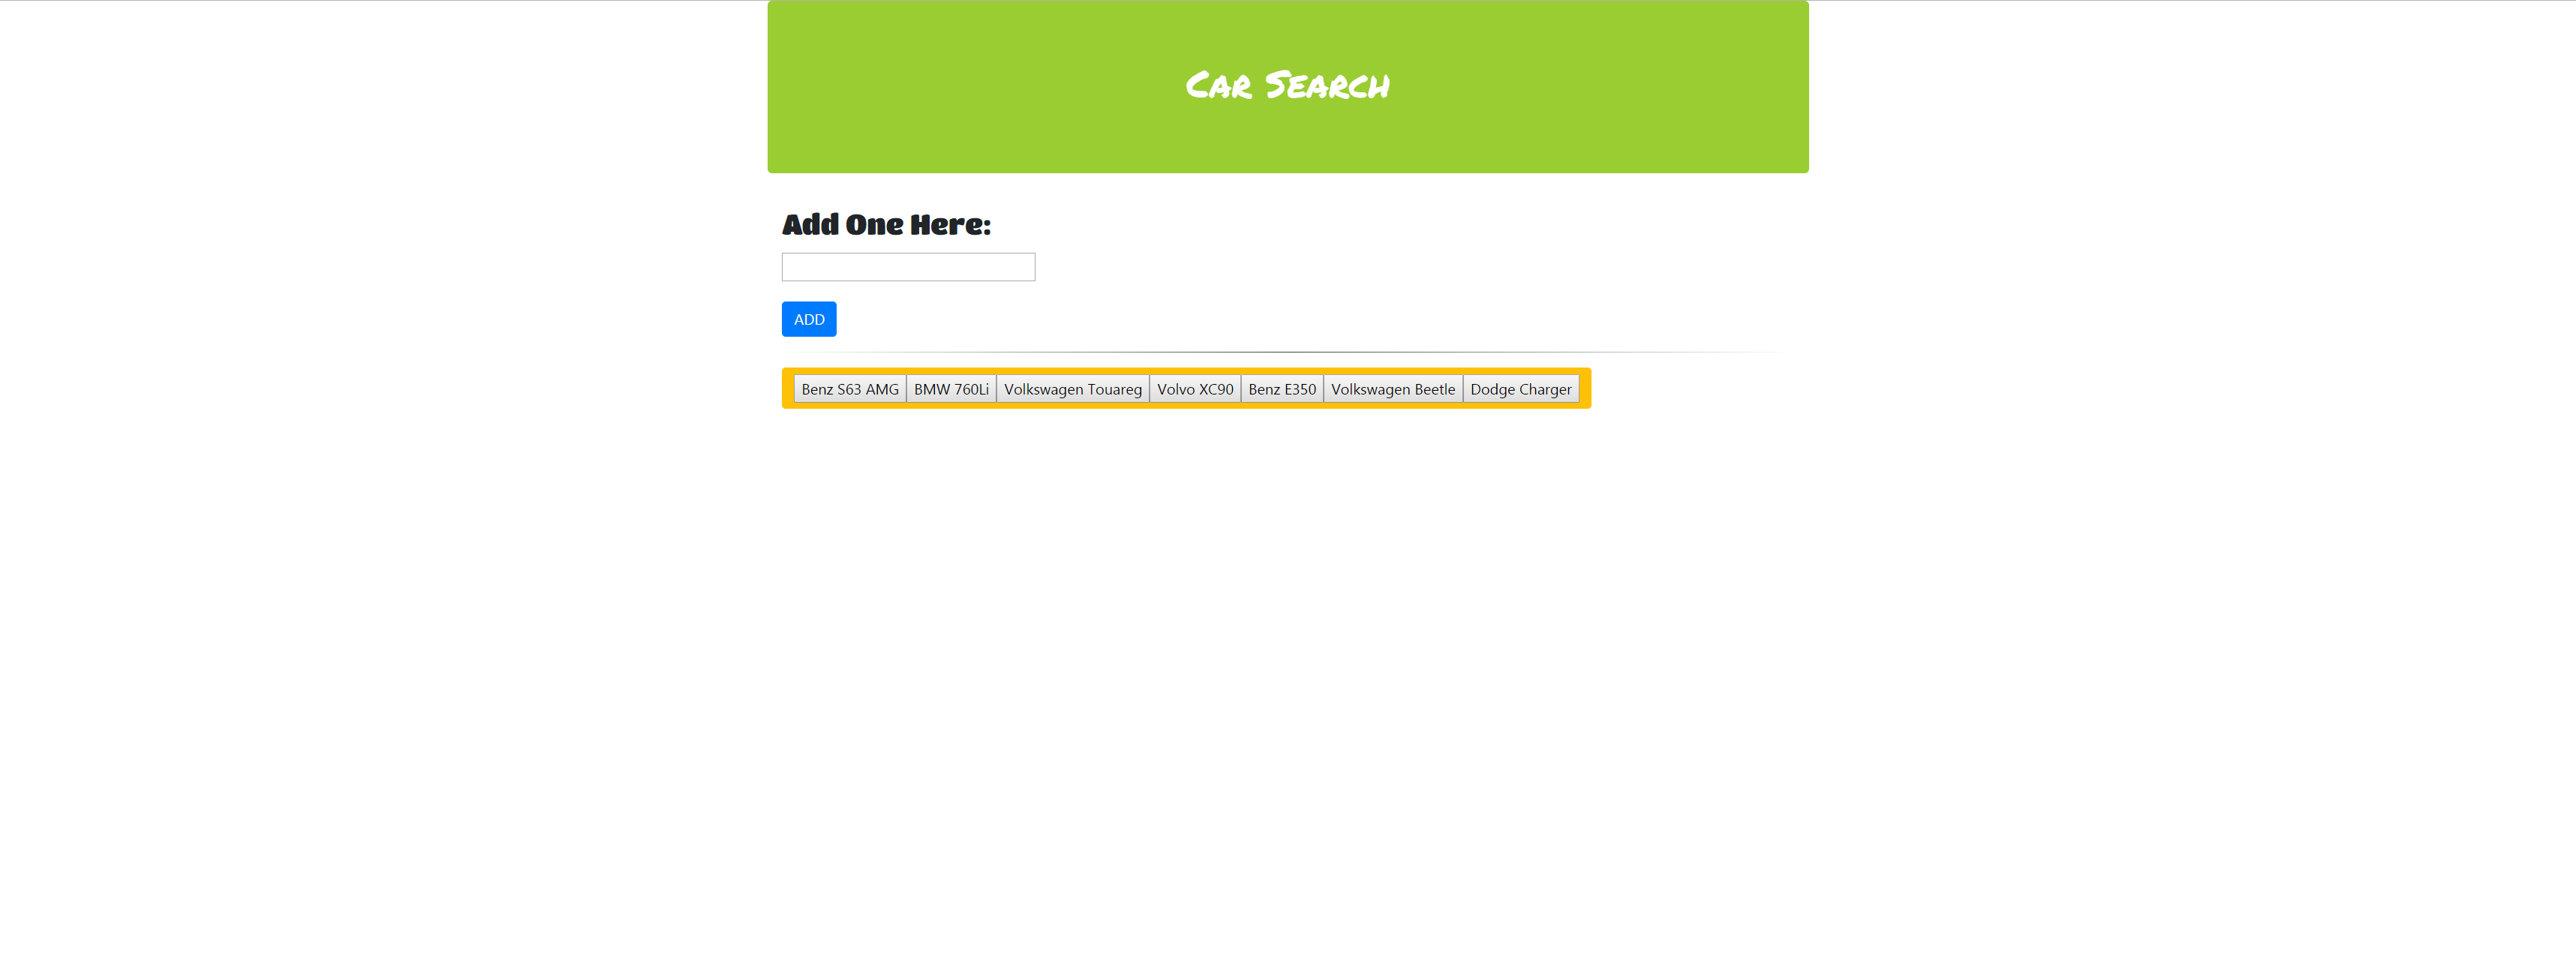 Car Search
Add One Here:
ADD
Benz S63 AMG BMW 760Li Volkswagen Touareg Volvo XC90 Benz E350 Volkswagen Beetle Dodge Charger